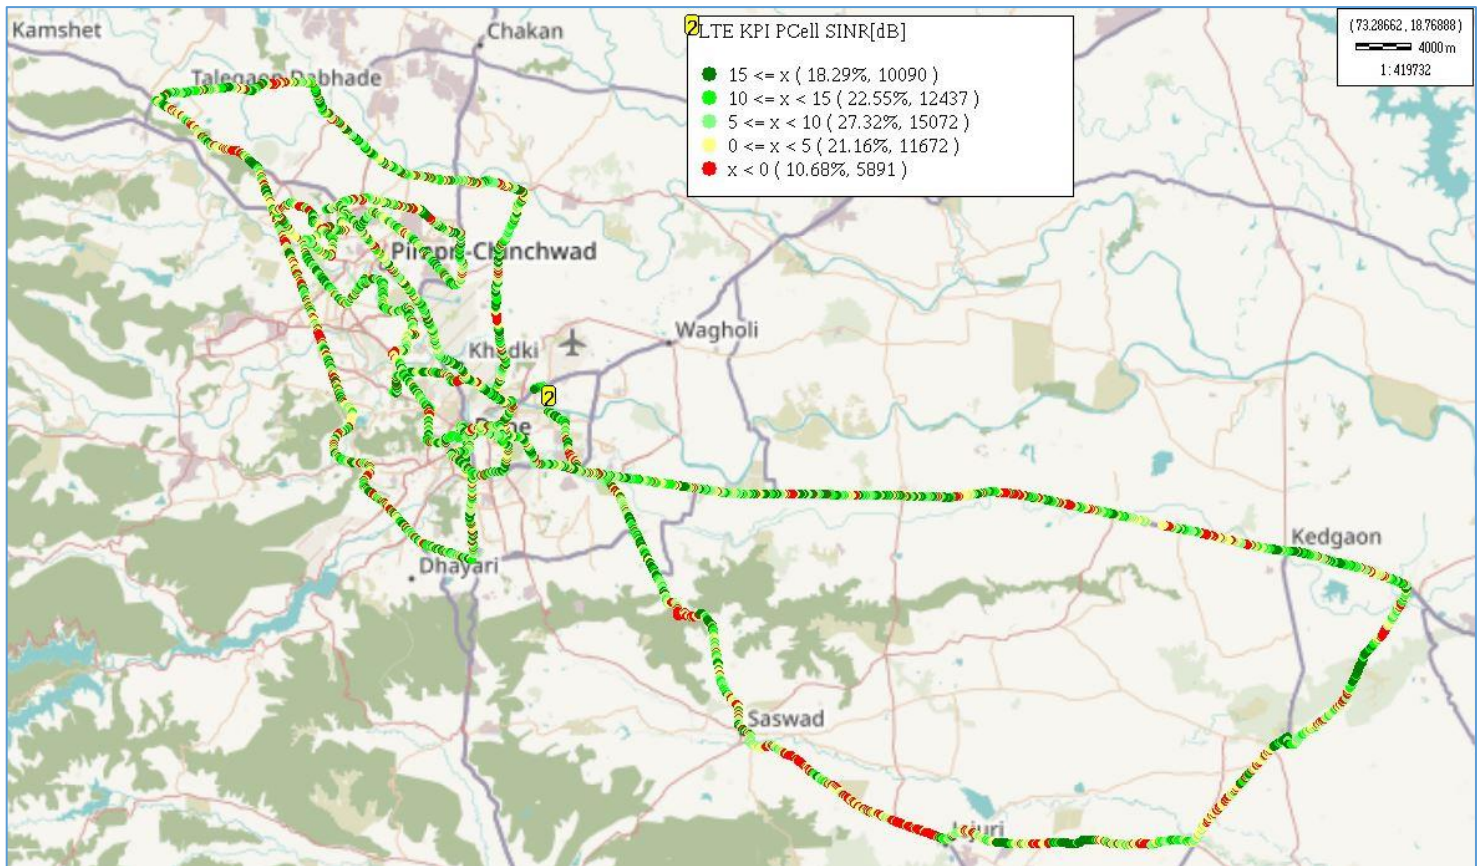 Kamshet
Chakan
Talegaon Dabhade
2
LTE KPI PCell SINR[dB]
15 <= x ( 18.29%, 10090 )
10 <= x < 15 ( 22.55%, 12437 )
5 <= x < 10 ( 27.32%, 15072 )
0 <= x < 5 ( 21.16%, 11672 )
x < 0 ( 10.68%, 5891 )
(73.28662, 18.76888)
4000 m
1: 419732
Pimpri-Chinchwad
Wagholi
Khadki
2
Pune
Kedgaon
Dhayari
Saswad
Jejuri